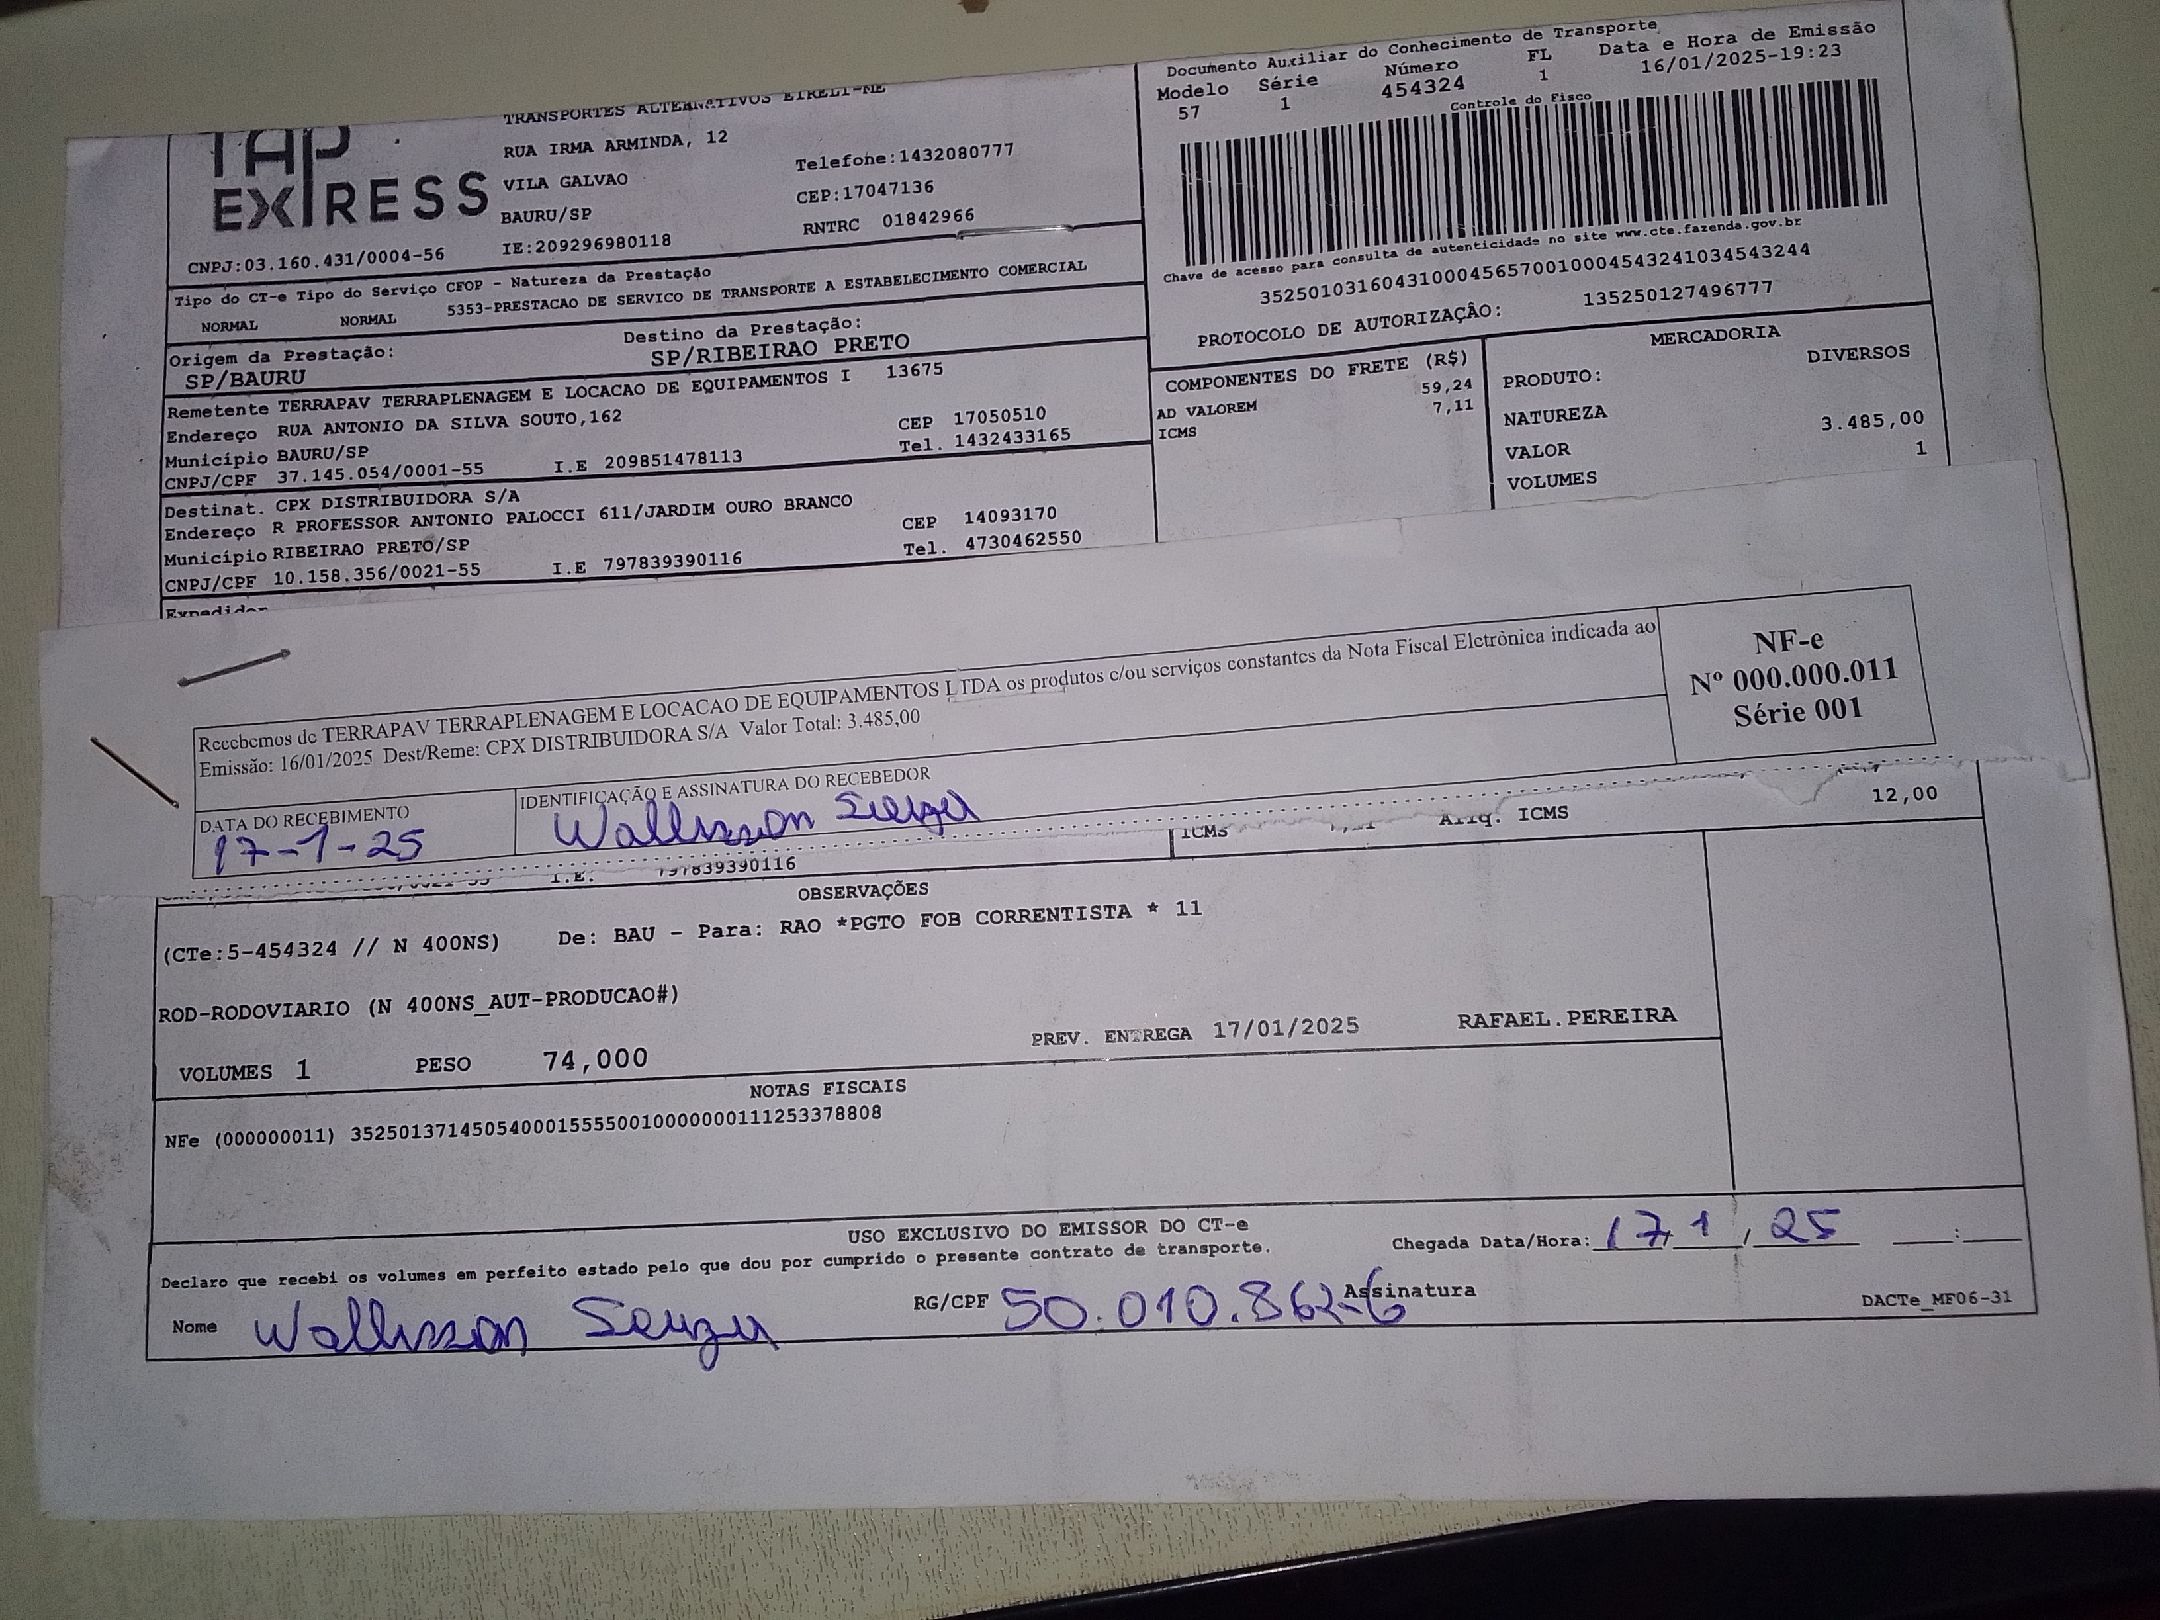 TAP
EXPRESS
CNPJ:03.160.431/0004-56
TRANSPORTES ALTERNATIVOS EIRELI-ME
RUA IRMA ARMINDA, 12
VILA GALVAO
BAURU/SP
IE:209296980118
Telefone:1432080777
CEP:17047136
RNTRC 01842966
Documento Auxiliar do Conhecimento de Transporte
Modelo Série Número FL Data e Hora de Emissão
57 1 454324 1 16/01/2025-19:23
Controle do Fisco
Chave de acesso para consulta de autenticidade no site www.cte.fazenda.gov.br
35250103160431000456570010004543241034543244
PROTOCOLO DE AUTORIZAÇÂO: 135250127496777
Tipo do CT-e Tipo do Serviço CFOP - Natureza da Prestação
NORMAL NORMAL 5353-PRESTACAO DE SERVICO DE TRANSPORTE A ESTABELECIMENTO COMERCIAL
Origem da Prestação: Destino da Prestação:
SP/BAURU SP/RIBEIRAO PRETO
Remetente TERRAPAV TERRAPLENAGEM E LOCACAO DE EQUIPAMENTOS I 13675
Endereço RUA ANTONIO DA SILVA SOUTO,162
Município BAURU/SP CEP 17050510
CNPJ/CPF 37.145.054/0001-55 I.E 209851478113 Tel. 1432433165
Destinat. CPX DISTRIBUIDORA S/A
Endereço R PROFESSOR ANTONIO PALOCCI 611/JARDIM OURO BRANCO
Município RIBEIRAO PRETO/SP CEP 14093170
CNPJ/CPF 10.158.356/0021-55 I.E 797839390116 Tel. 4730462550
Expedidor
COMPONENTES DO FRETE (R$)
AD VALOREM 59,24
ICMS 7,11
MERCADORIA
PRODUTO: DIVERSOS
NATUREZA
VALOR 3.485,00
VOLUMES 1
Recebemos de TERRAPAV TERRAPLENAGEM E LOCACAO DE EQUIPAMENTOS LTDA os produtos e/ou serviços constantes da Nota Fiscal Eletrônica indicada ao
Emissão: 16/01/2025 Dest/Reme: CPX DISTRIBUIDORA S/A Valor Total: 3.485,00
NF-e
Nº 000.000.011
Série 001
DATA DO RECEBIMENTO
17-1-25
IDENTIFICAÇÃO E ASSINATURA DO RECEBEDOR
Wallisson Souza
I.E. 797839390116
ICMS Aliq. ICMS 12,00
OBSERVAÇÕES
(CTe:5-454324 // N 400NS) De: BAU - Para: RAO *PGTO FOB CORRENTISTA * 11
ROD-RODOVIARIO (N 400NS_AUT-PRODUCAO#)
VOLUMES 1 PESO 74,000 PREV. ENTREGA 17/01/2025 RAFAEL.PEREIRA
NOTAS FISCAIS
NFe (000000011) 35250137145054000155550010000000111253378808
USO EXCLUSIVO DO EMISSOR DO CT-e
Declaro que recebi os volumes em perfeito estado pelo que dou por cumprido o presente contrato de transporte.
Chegada Data/Hora: 17/1/25 :
Nome Wallisson Souza RG/CPF 50.010.862-6 Assinatura
DACTe_MF06-31